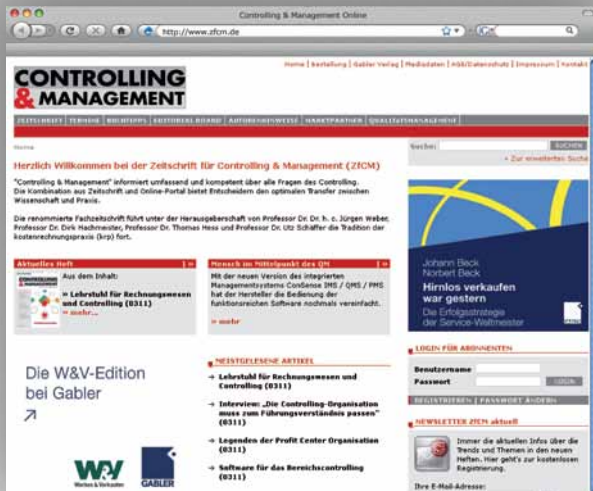 Controlling & Management Online
http://www.zfcm.de
Home | Bestellung | Gabler Verlag | Mediadaten | AGB/Datenschutz | Impressum | Kontakt
CONTROLLING
& MANAGEMENT
ZEITSCHRIFT | TERMINE | BUCHTIPPS | EDITORIAL BOARD | AUTORENHINWEISE | MARKTPARTNER | QUALITÄTSMANAGEMENT
Home
Herzlich Willkommen bei der Zeitschrift für Controlling & Management (ZfCM)
"Controlling & Management" informiert umfassend und kompetent über alle Fragen des Controlling.
Die Kombination aus Zeitschrift und Online-Portal bietet Entscheidern den optimalen Transfer zwischen
Wissenschaft und Praxis.
Die renommierte Fachzeitschrift führt unter der Herausgeberschaft von Professor Dr. Dr. h. c. Jürgen Weber,
Professor Dr. Dirk Hachmeister, Professor Dr. Thomas Hess und Professor Dr. Utz Schäffer die Tradition der
kostenrechnungspraxis (krp) fort.
Aktuelles Heft
Aus dem Inhalt:
CONTROLLING
& MANAGEMENT
» Lehrstuhl für Rechnungswesen
und Controlling (0311)
» mehr...
Mensch im Mittelpunkt des QM
Mit der neuen Version des integrierten
Managementsystems ConSense IMS / QMS / PMS
hat der Hersteller die Bedienung der
funktionsreichen Software nochmals vereinfacht.
» mehr
Die W&V-Edition
bei Gabler
W&V
Werben & Verkaufen
GABLER
MEISTGELESENE ARTIKEL
→ Lehrstuhl für Rechnungswesen und
Controlling (0311)
→ Interview: „Die Controlling-Organisation
muss zum Führungsverständnis passen"
(0311)
→ Legenden der Profit Center Organisation
(0311)
→ Software für das Bereichscontrolling
(0311)
Suche:
SUCHEN
» Zur erweiterten Suche
Johann Beck
Norbert Beck
Hirnlos verkaufen
war gestern
Die Erfolgsstrategie
der Service-Weltmeister
LOGIN FÜR ABONNENTEN
Benutzername
Passwort
LOGIN
REGISTRIEREN | PASSWORT ÄNDERN
NEWSLETTER ZfCM aktuell
Immer die aktuellen Infos über die
Trends und Themen in den neuen
Heften. Hier geht's zur kostenlosen
Registrierung.
Ihre E-Mail-Adresse: